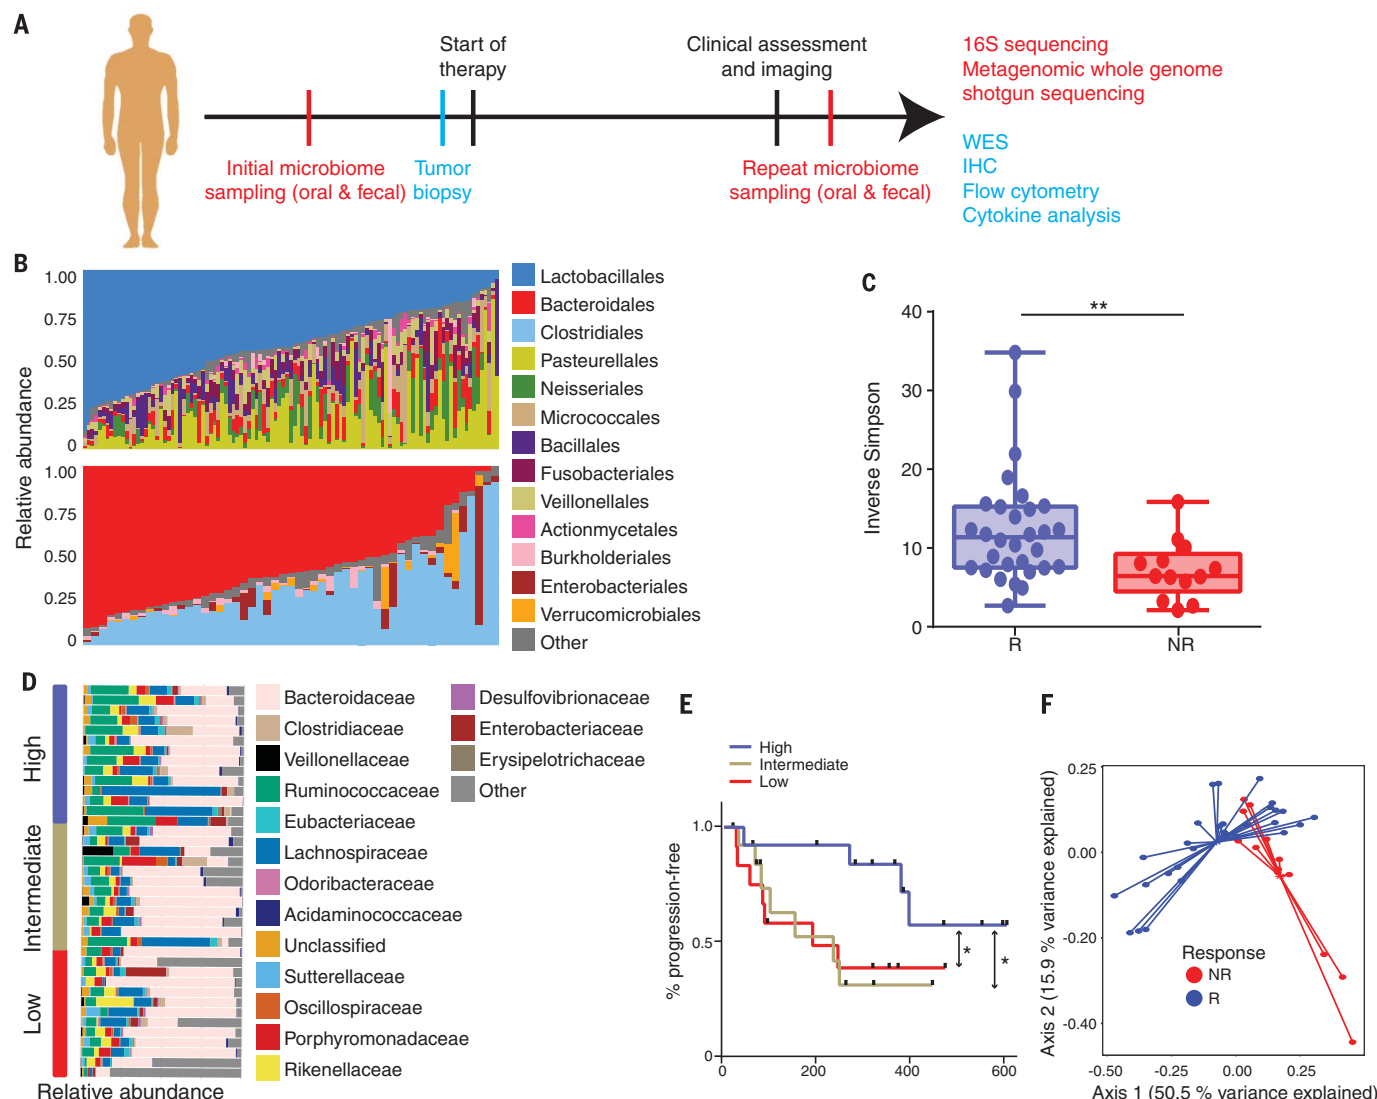 A
Start of
therapy
Clinical assessment
and imaging
Initial microbiome
sampling (oral & fecal)
Tumor
biopsy
Repeat microbiome
sampling (oral & fecal)
16S sequencing
Metagenomic whole genome
shotgun sequencing
WES
IHC
Flow cytometry
Cytokine analysis
B
Relative abundance
1.00
0.75
0.50
0.25
0
1.00
0.75
0.50
0.25
0
Lactobacillales
Bacteroidales
Clostridiales
Pasteurellales
Neisseriales
Micrococcales
Bacillales
Fusobacteriales
Veillonellales
Actionmycetales
Burkholderiales
Enterobacteriales
Verrucomicrobiales
Other
C
Inverse Simpson
40
30
20
10
0
**
R
NR
D
High
Intermediate
Low
Relative abundance
Bacteroidaceae
Clostridiaceae
Veillonellaceae
Ruminococcaceae
Eubacteriaceae
Lachnospiraceae
Odoribacteraceae
Acidaminococcaceae
Unclassified
Sutterellaceae
Oscillospiraceae
Porphyromonadaceae
Rikenellaceae
Desulfovibrionaceae
Enterobacteriaceae
Erysipelotrichaceae
Other
E
High
Intermediate
Low
% progression-free
1.0
0.5
0
0
200
400
600
*
*
F
Axis 2 (15.9 % variance explained)
0.25
0.00
-0.20
-0.40
Response
NR
R
-0.50
-0.25
0.00
0.25
Axis 1 (50.5 % variance explained)